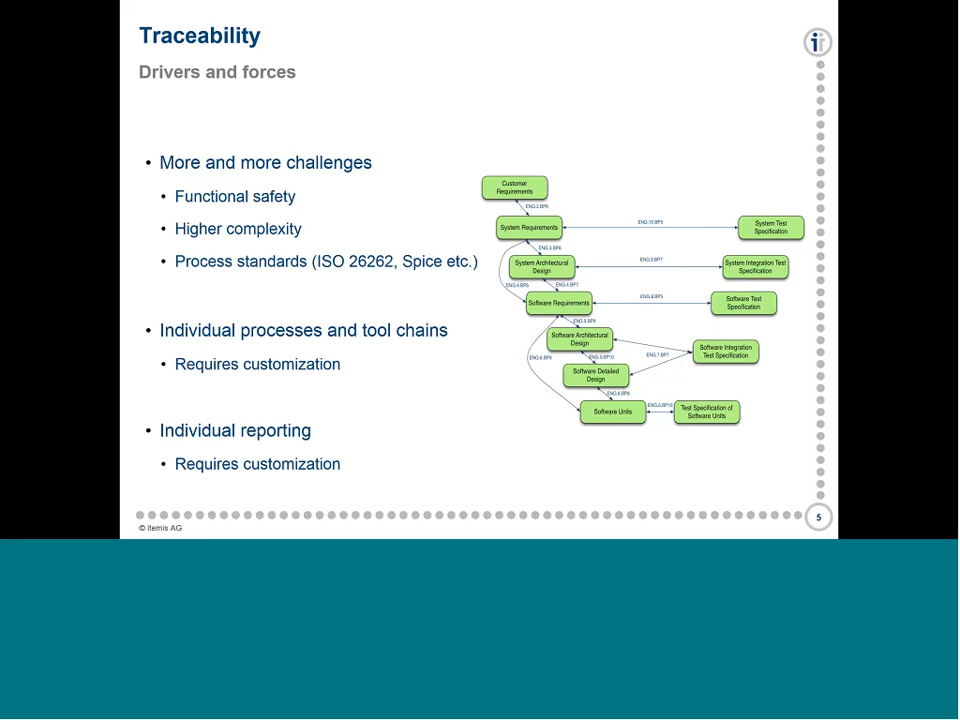 Traceability
Drivers and forces
• More and more challenges
• Functional safety
• Higher complexity
• Process standards (ISO 26262, Spice etc.)
• Individual processes and tool chains
• Requires customization
• Individual reporting
• Requires customization
Customer
Requirements
ENG.2.BP6
System Requirements
ENG.10.BP5
System Test
Specification
ENG.3.BP6
System Architectural
Design
ENG.9.BP7
System Integration Test
Specification
ENG.4.BP6
ENG.4.BP7
Software Requirements
ENG.8.BP5
Software Test
Specification
ENG.5.BP9
Software Architectural
Design
Software Integration
Test Specification
ENG.6.BP9
ENG.5.BP10
ENG.7.BP7
Software Detailed
Design
ENG.6.BP8
Software Units
ENG.6.BP10
Test Specification of
Software Units
© itemis AG
5